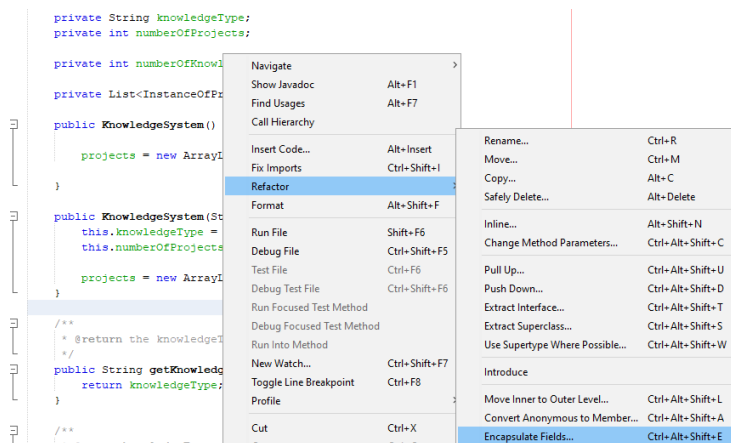 private String knowledgeType;
private int numberOfProjects;
private int numberOfKnowl
private List<InstanceOfPr
public KnowledgeSystem()
projects = new ArrayL
}
public KnowledgeSystem(St
this.knowledgeType =
this.numberOfProjects
projects = new ArrayL
}
/**
* @return the knowledgeT
*/
public String getKnowledg
return knowledgeType;
}
/**
Navigate
Show Javadoc Alt+F1
Find Usages Alt+F7
Call Hierarchy
Insert Code... Alt+Insert
Fix Imports Ctrl+Shift+I
Refactor
Format Alt+Shift+F
Run File Shift+F6
Debug File Ctrl+Shift+F5
Test File Ctrl+F6
Debug Test File Ctrl+Shift+F6
Run Focused Test Method
Debug Focused Test Method
Run Into Method
New Watch... Ctrl+Shift+F7
Toggle Line Breakpoint Ctrl+F8
Profile
Cut Ctrl+X
Rename... Ctrl+R
Move... Ctrl+M
Copy... Alt+C
Safely Delete... Alt+Delete
Inline... Alt+Shift+N
Change Method Parameters... Ctrl+Alt+Shift+C
Pull Up... Ctrl+Alt+Shift+U
Push Down... Ctrl+Alt+Shift+D
Extract Interface... Ctrl+Alt+Shift+T
Extract Superclass... Ctrl+Alt+Shift+S
Use Supertype Where Possible... Ctrl+Alt+Shift+W
Introduce
Move Inner to Outer Level... Ctrl+Alt+Shift+L
Convert Anonymous to Member... Ctrl+Alt+Shift+A
Encapsulate Fields... Ctrl+Alt+Shift+E